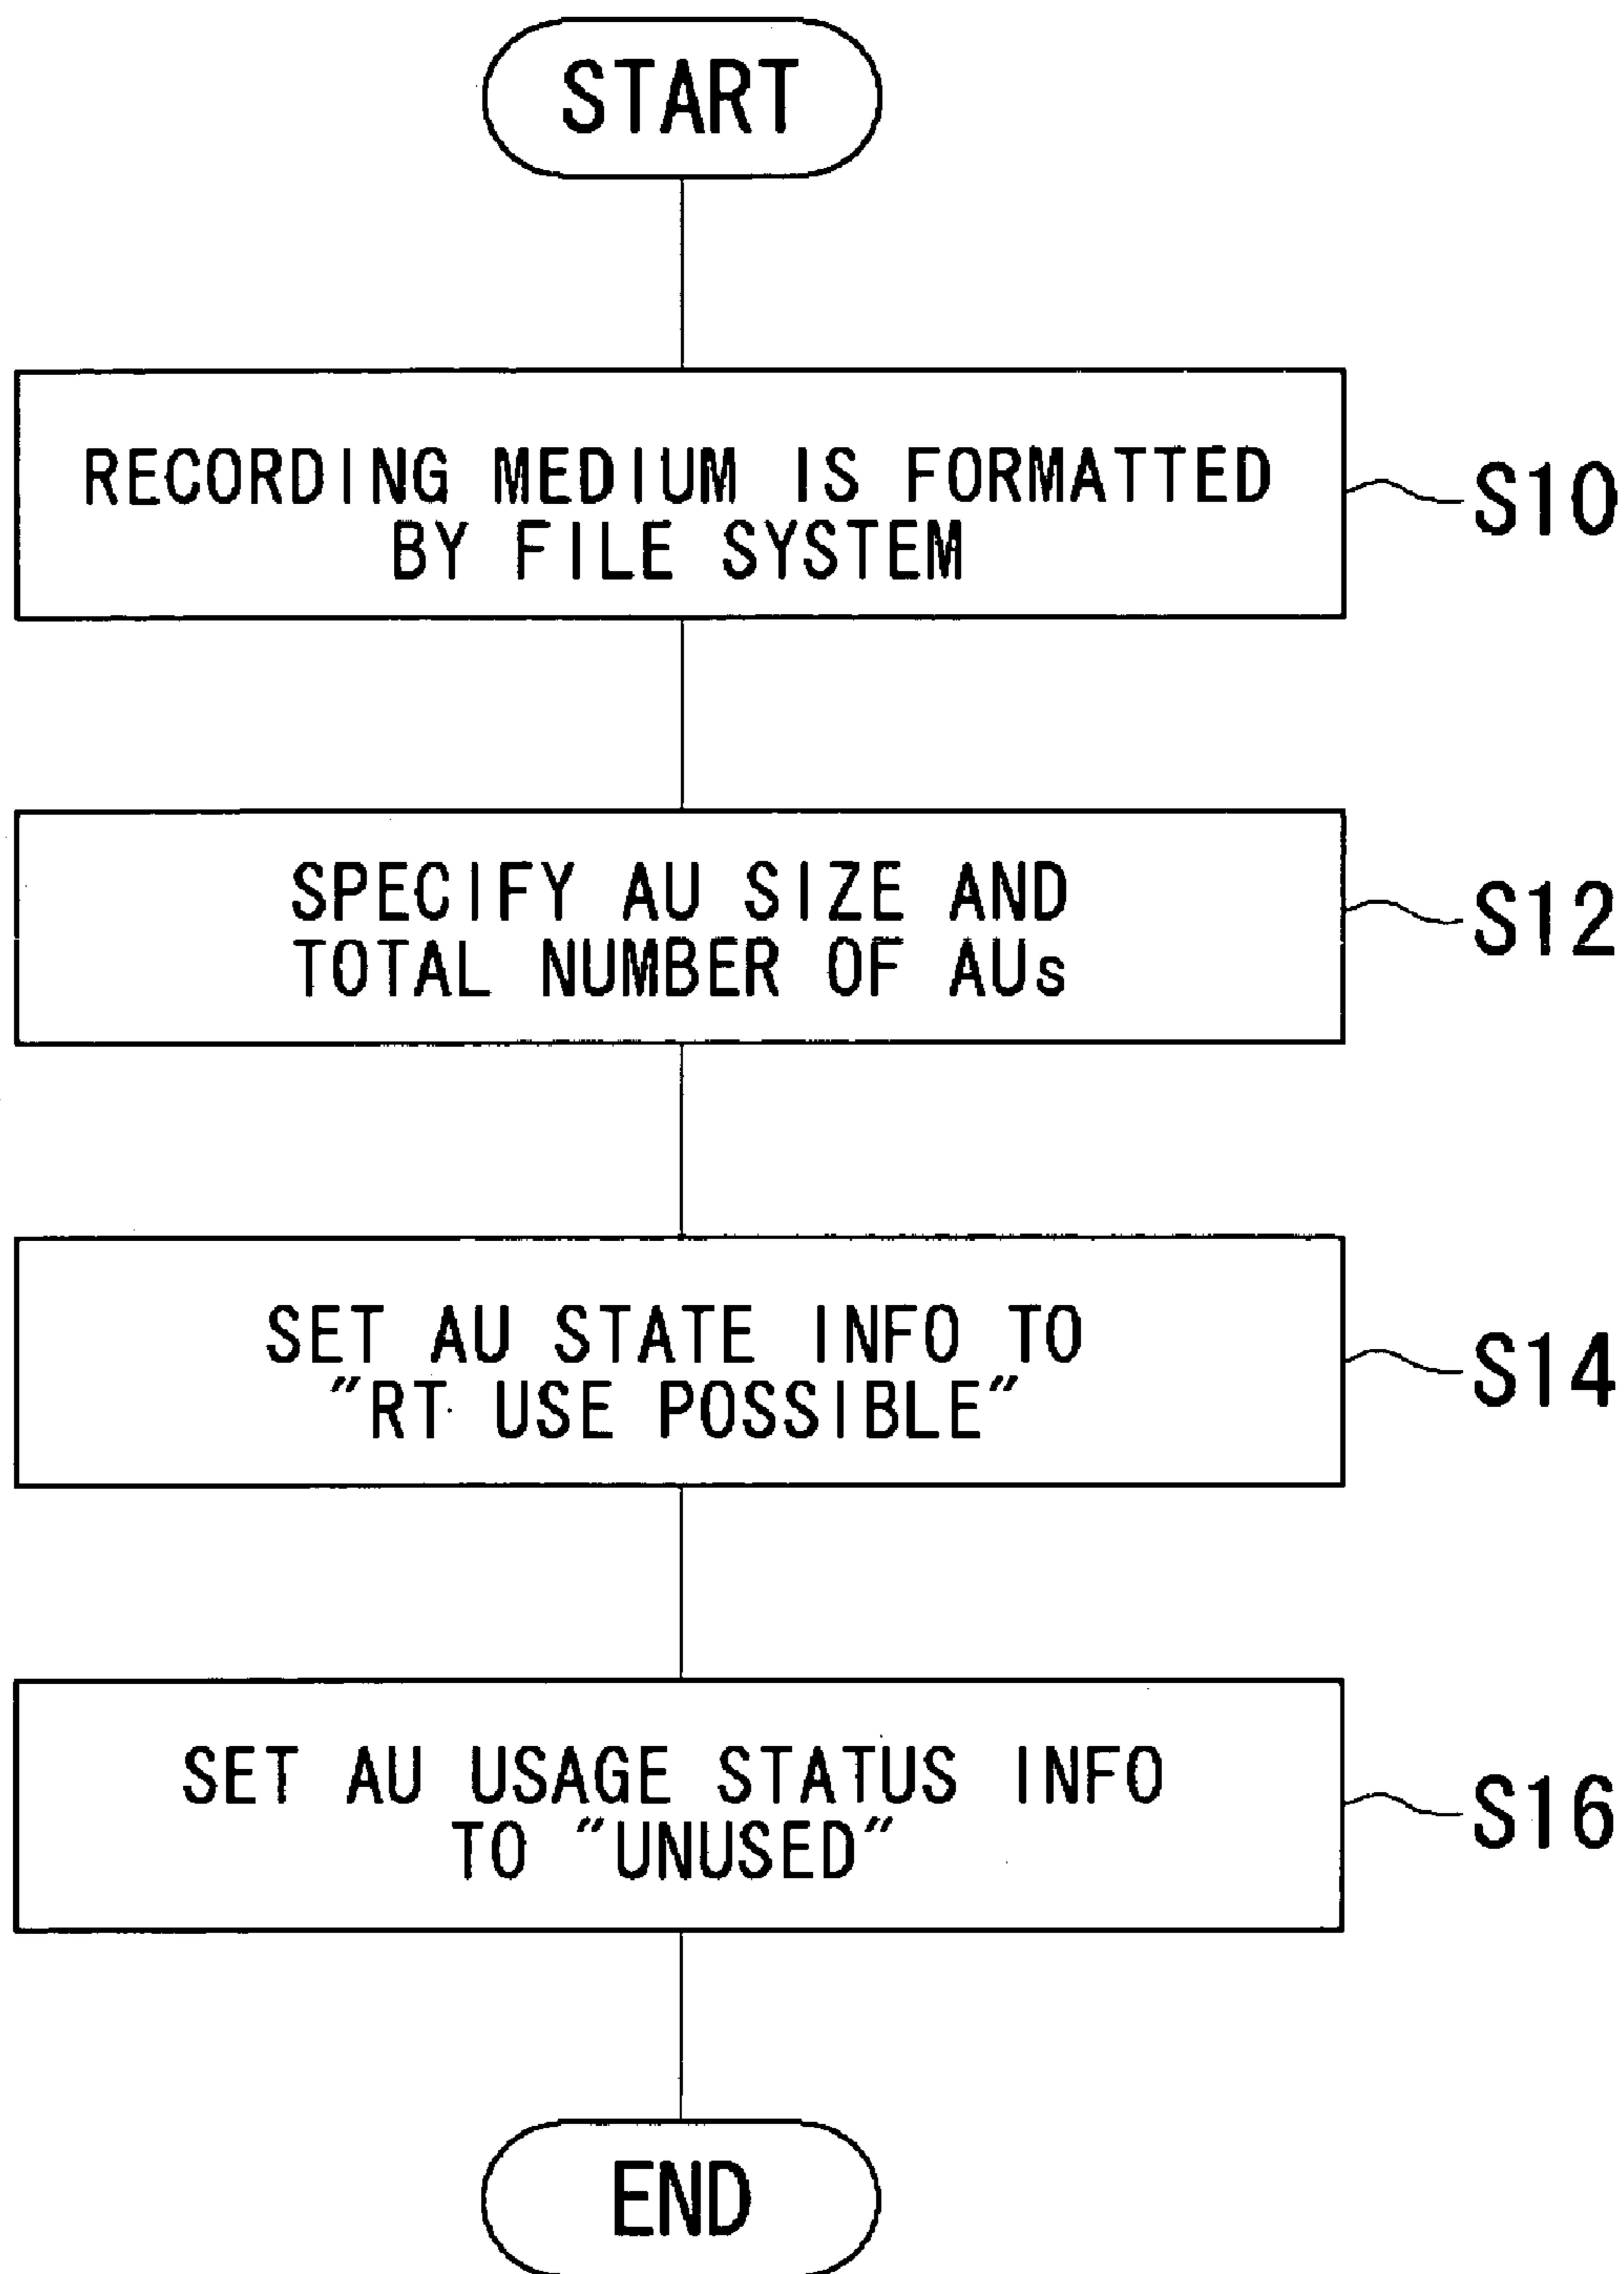 START
RECORDING MEDIUM IS FORMATTED
BY FILE SYSTEM
S10
SPECIFY AU SIZE AND
TOTAL NUMBER OF AUs
S12
SET AU STATE INFO TO
"RT USE POSSIBLE"
S14
SET AU USAGE STATUS INFO
TO "UNUSED"
S16
END